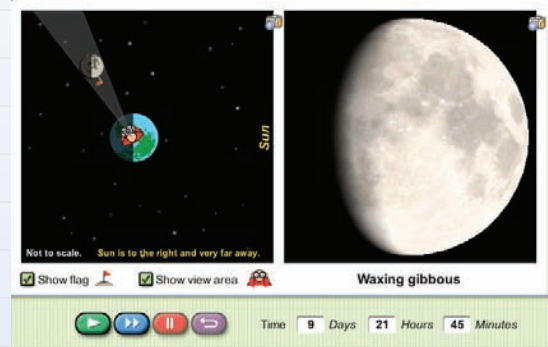 Sun
Not to scale. Sun is to the right and very far away.
Show flag Show view area Waxing gibbous
Time 9 Days 21 Hours 45 Minutes